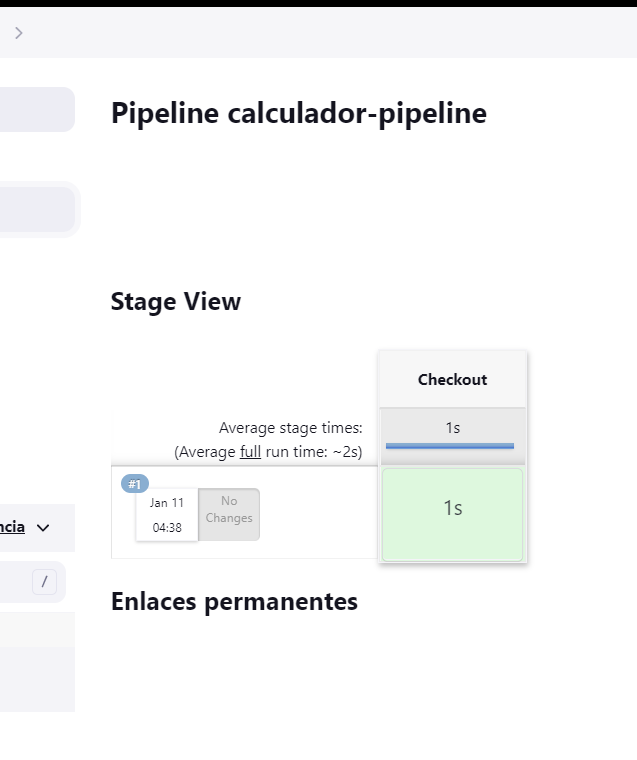 Pipeline calculador-pipeline
Stage View
Checkout
Average stage times:
1s
(Average full run time: ~2s)
#1
Jan 11
04:38
No
Changes
1s
ncia
/
Enlaces permanentes